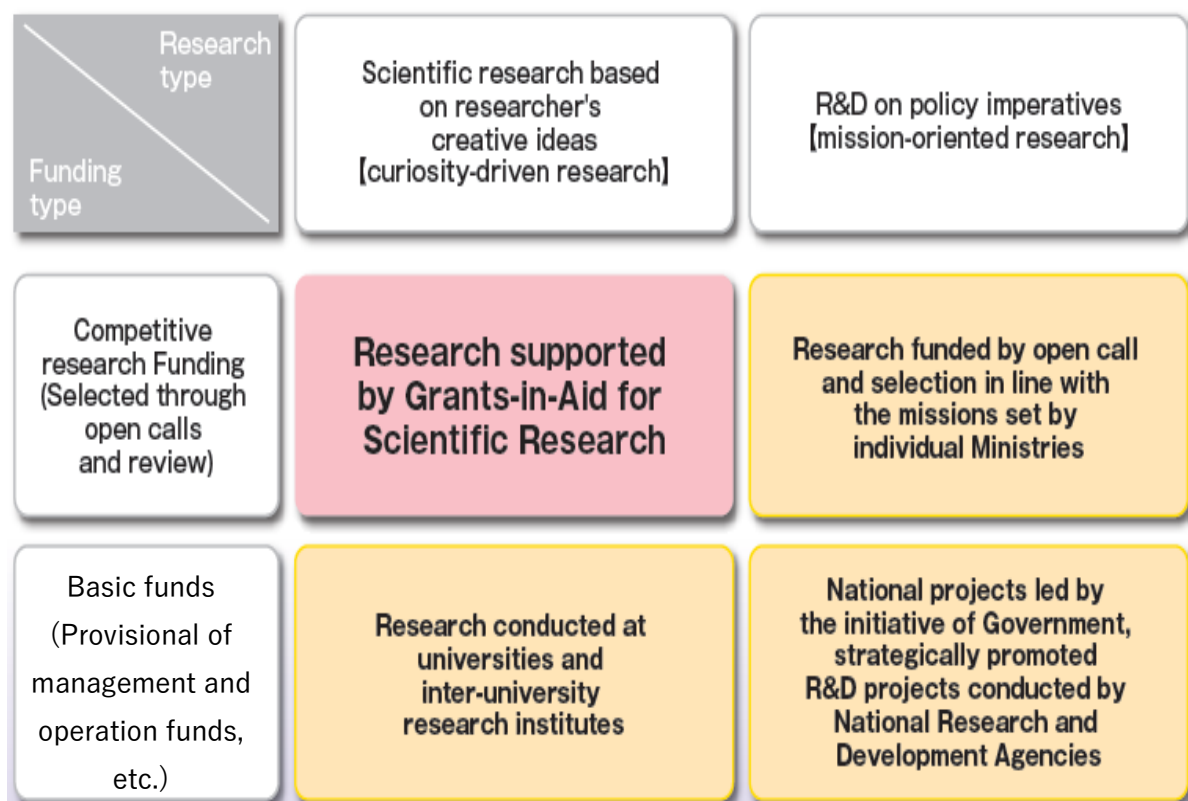 Research
type
Funding
type
Scientific research based
on researcher's
creative ideas
【curiosity-driven research】
R&D on policy imperatives
【mission-oriented research】
Competitive
research Funding
(Selected through
open calls
and review)
Research supported
by Grants-in-Aid for
Scientific Research
Research funded by open call
and selection in line with
the missions set by
individual Ministries
Basic funds
(Provisional of
management and
operation funds,
etc.)
Research conducted at
universities and
inter-university
research institutes
National projects led by
the initiative of Government,
strategically promoted
R&D projects conducted by
National Research and
Development Agencies